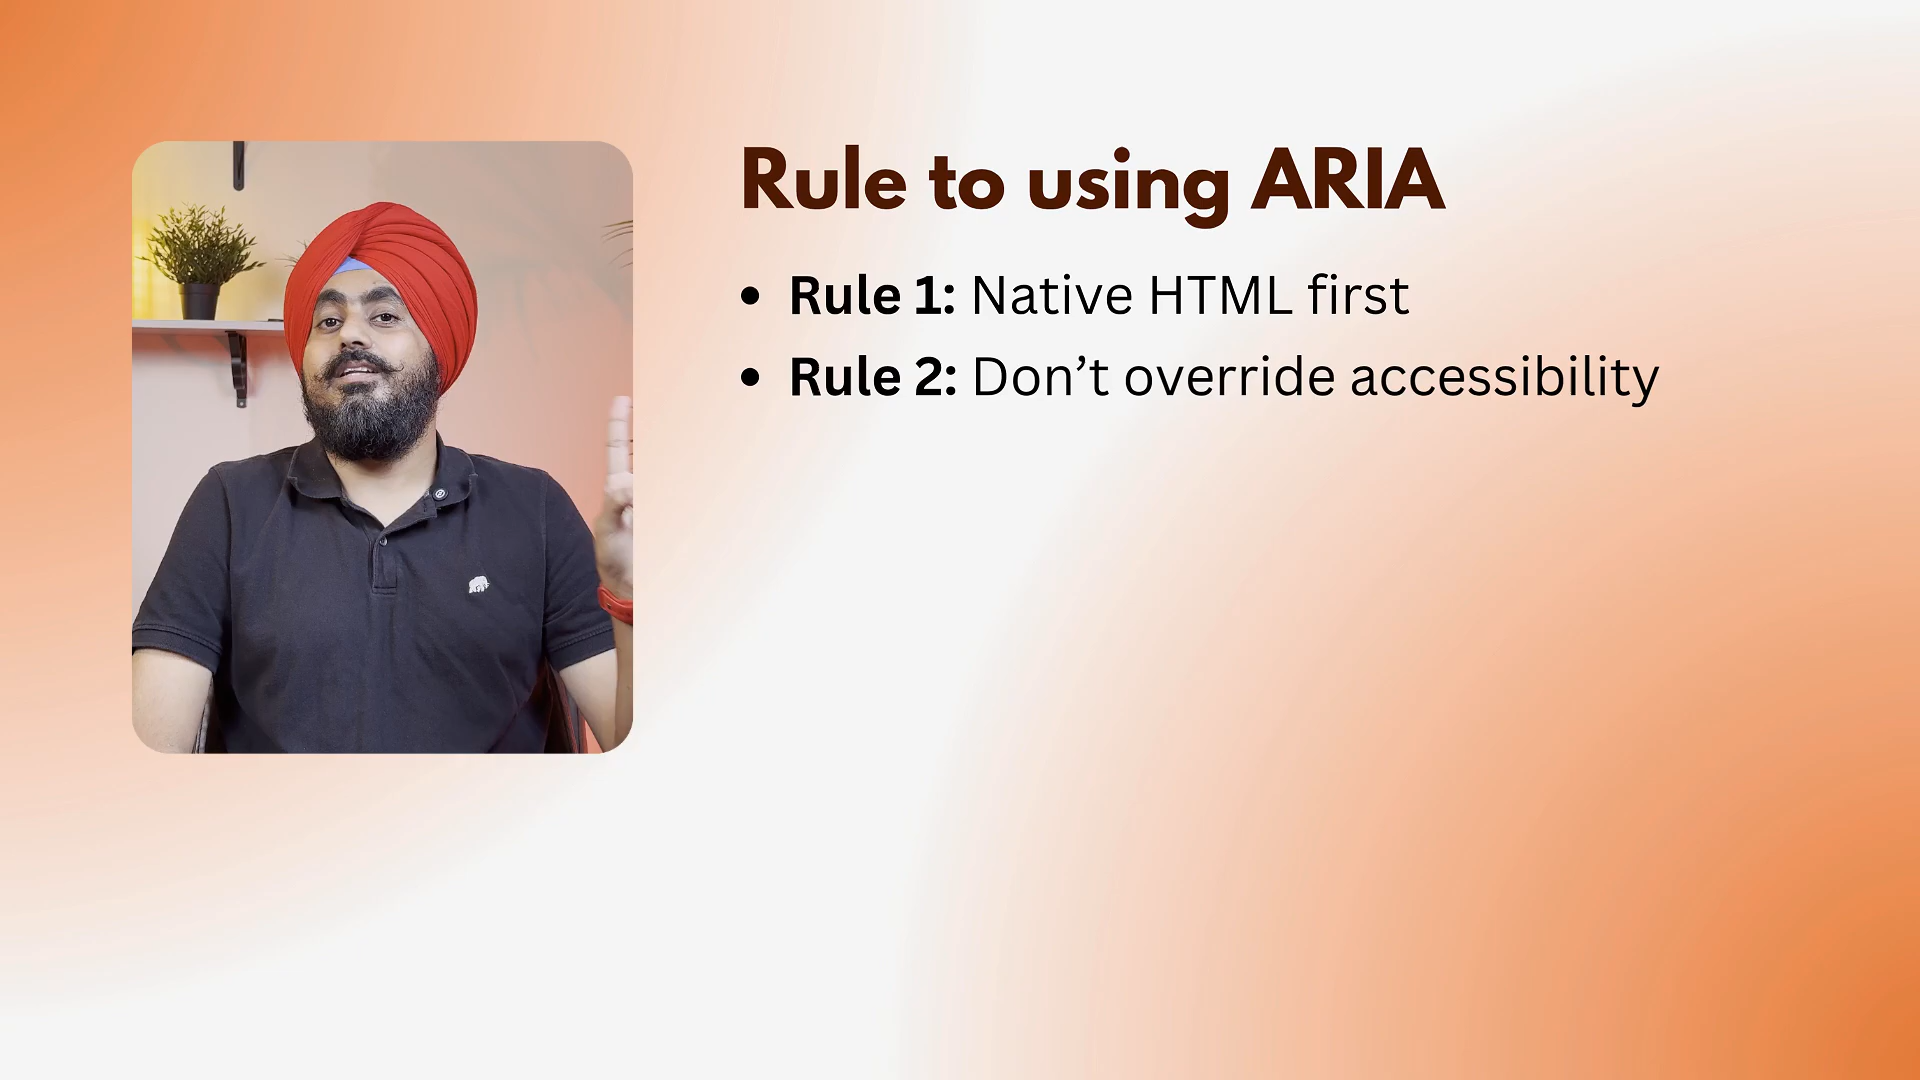 Rule to using ARIA
• Rule 1: Native HTML first
• Rule 2: Don’t override accessibility